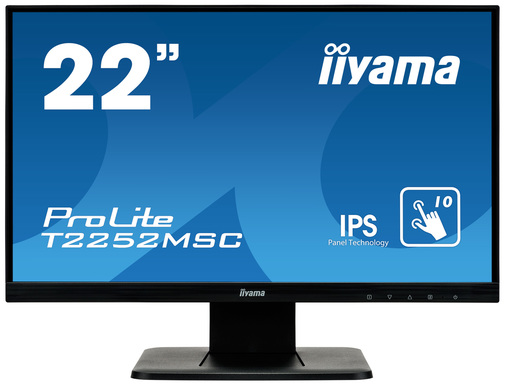 22”
iiyama
ProLite
T2252MSC
IPS
Panel Technology
10
iiyama